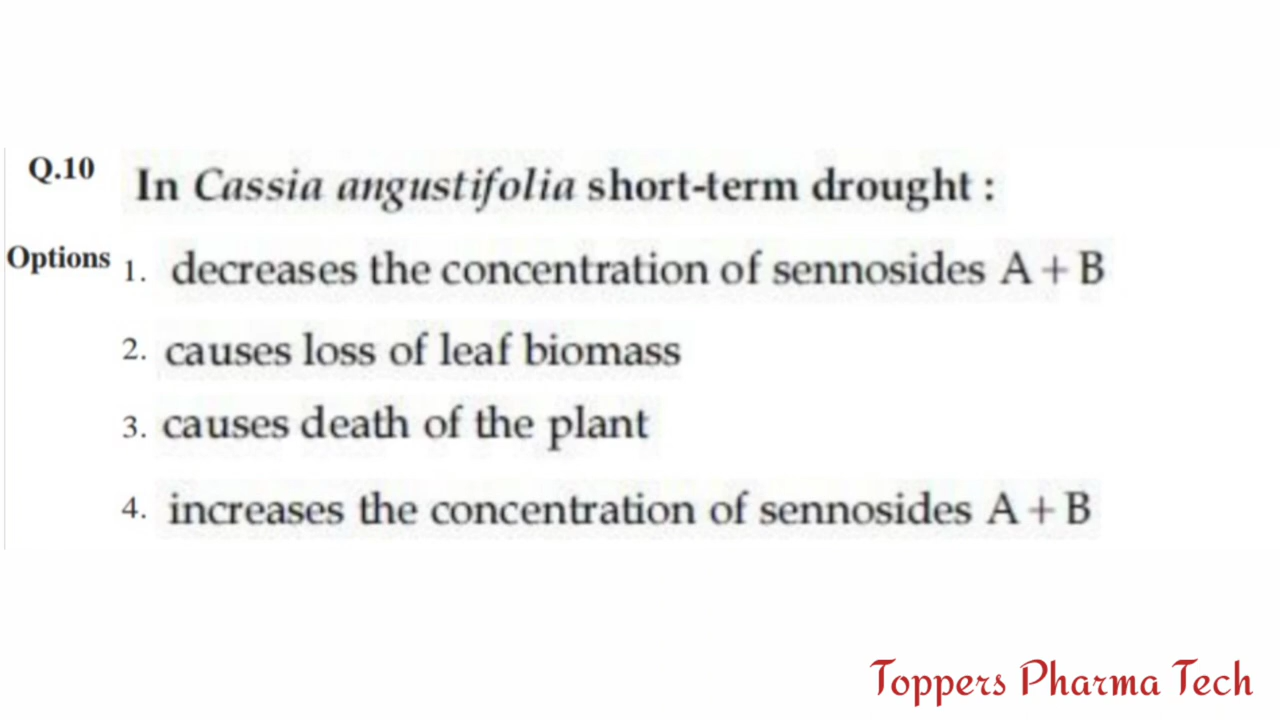 Q.10 In Cassia angustifolia short-term drought :
Options 1. decreases the concentration of sennosides A + B
2. causes loss of leaf biomass
3. causes death of the plant
4. increases the concentration of sennosides A + B
Toppers Pharma Tech